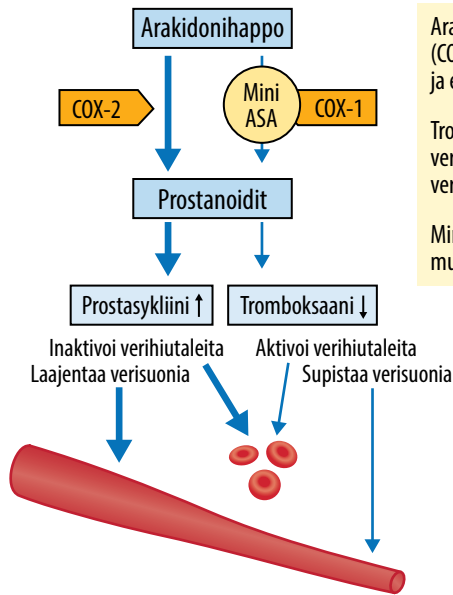 Arakidonihappo
COX-2
Mini
ASA
COX-1
Prostanoidit
Prostasykliini ↑
Tromboksaani ↓
Inaktivoi verihiutaleita
Laajentaa verisuonia
Aktivoi verihiutaleita
Supistaa verisuonia